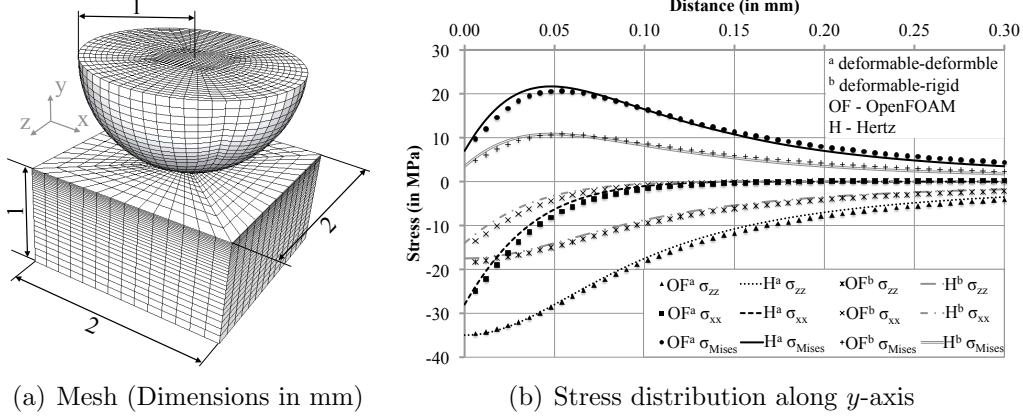 1
y
z
x
1
2
2
(a) Mesh (Dimensions in mm)
Distance (in mm)
0.00 0.05 0.10 0.15 0.20 0.25 0.30
Stress (in MPa)
30
20
10
0
-10
-20
-30
-40
ᵃ deformable-deformble
ᵇ deformable-rigid
OF - OpenFOAM
H - Hertz
OFᵃ σzz Hᵃ σzz OFᵇ σzz Hᵇ σzz
OFᵃ σxx Hᵃ σxx OFᵇ σxx Hᵇ σxx
OFᵃ σMises Hᵃ σMises OFᵇ σMises Hᵇ σMises
(b) Stress distribution along y-axis